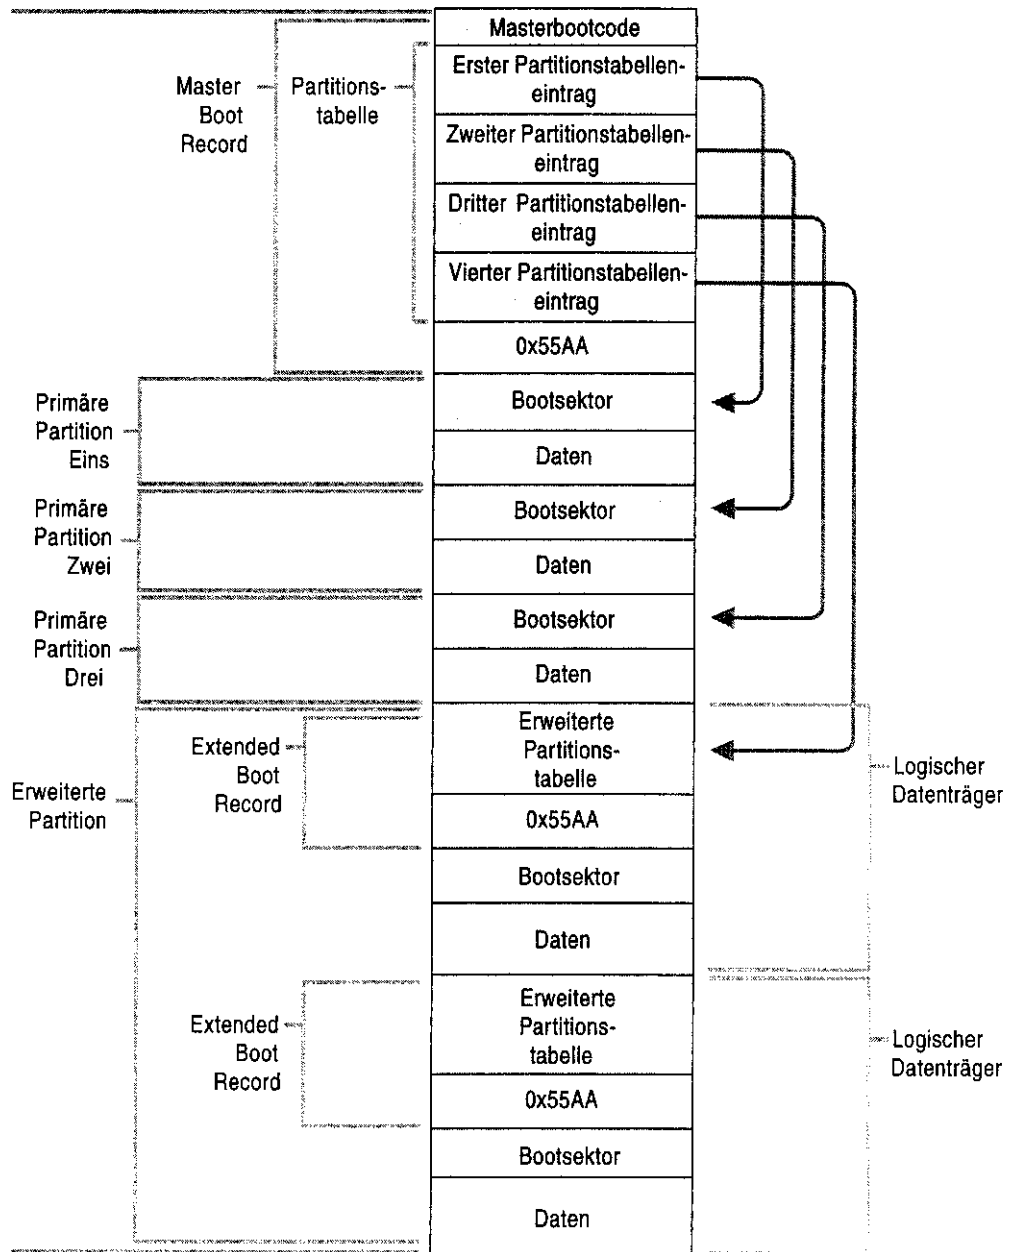 Masterbootcode
Erster Partitionstabellen-
eintrag
Master
Boot
Record
Partitions-
tabelle
Zweiter Partitionstabellen-
eintrag
Dritter Partitionstabellen-
eintrag
Vierter Partitionstabellen-
eintrag
0x55AA
Primäre
Partition
Eins
Bootsektor
Daten
Primäre
Partition
Zwei
Bootsektor
Daten
Primäre
Partition
Drei
Bootsektor
Daten
Erweiterte
Partition
Extended
Boot
Record
Erweiterte
Partitions-
tabelle
Logischer
Datenträger
0x55AA
Bootsektor
Daten
Extended
Boot
Record
Erweiterte
Partitions-
tabelle
Logischer
Datenträger
0x55AA
Bootsektor
Daten